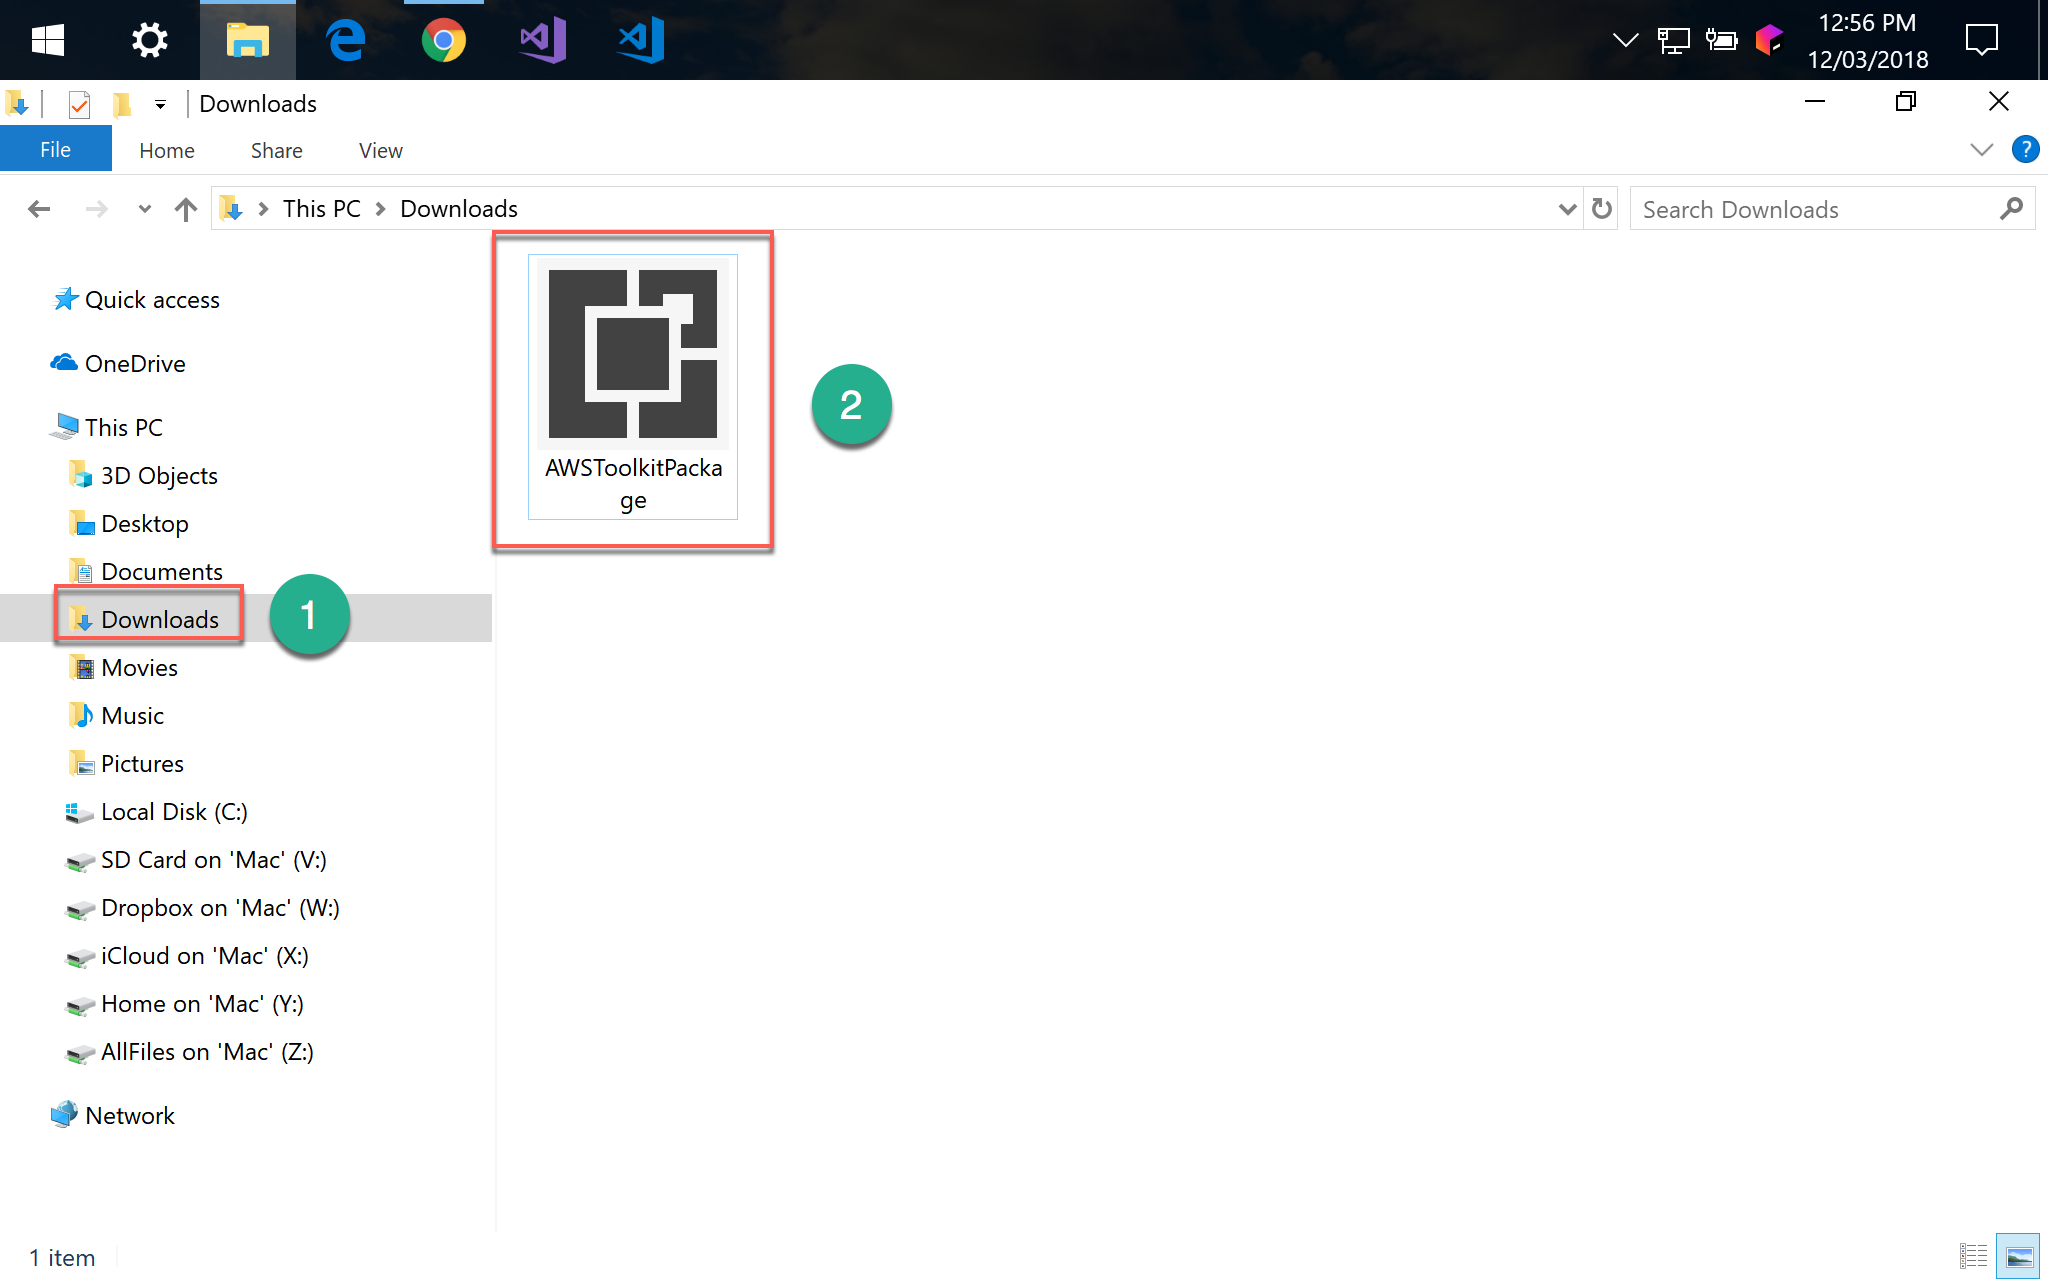 12:56 PM
12/03/2018
Downloads
File
Home
Share
View
?
This PC
Downloads
Search Downloads
Quick access
OneDrive
This PC
3D Objects
Desktop
Documents
Downloads
1
Movies
Music
Pictures
Local Disk (C:)
SD Card on 'Mac' (V:)
Dropbox on 'Mac' (W:)
iCloud on 'Mac' (X:)
Home on 'Mac' (Y:)
AllFiles on 'Mac' (Z:)
Network
AWSToolkitPacka
ge
2
1 item